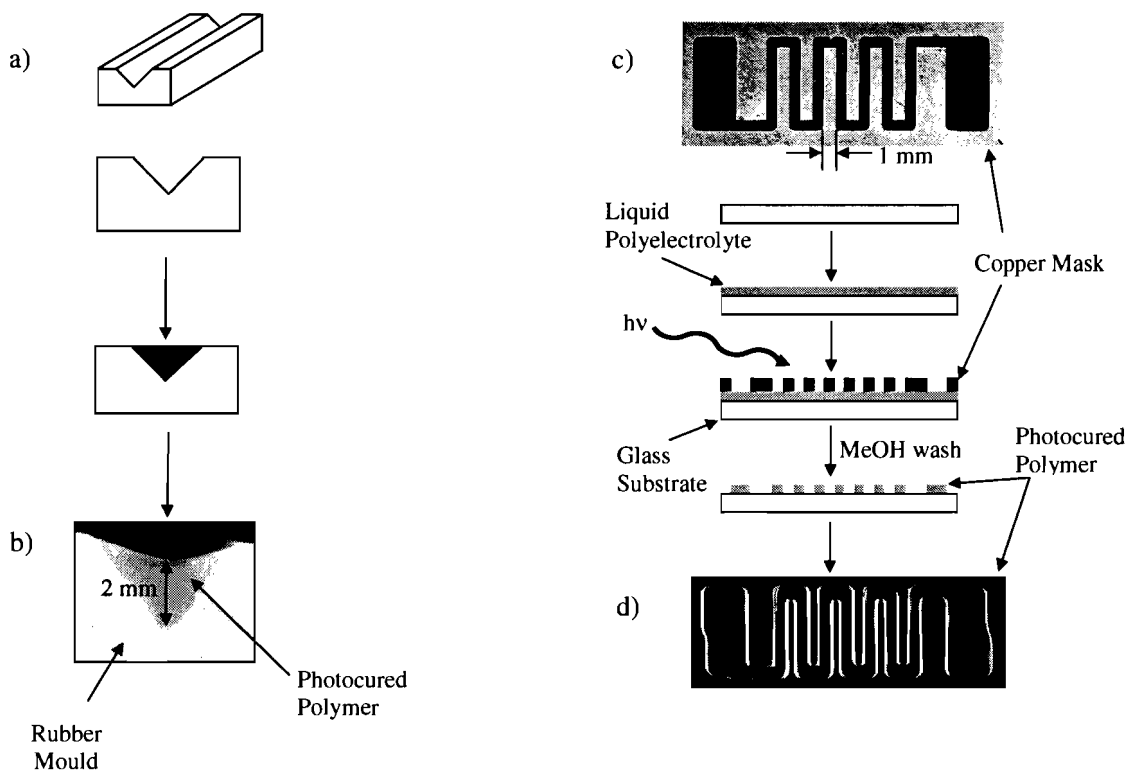 a)
b)
2 mm
Photocured
Polymer
Rubber
Mould
c)
1 mm
Liquid
Polyelectrolyte
Copper Mask
hν
Glass
Substrate
MeOH wash
Photocured
Polymer
d)